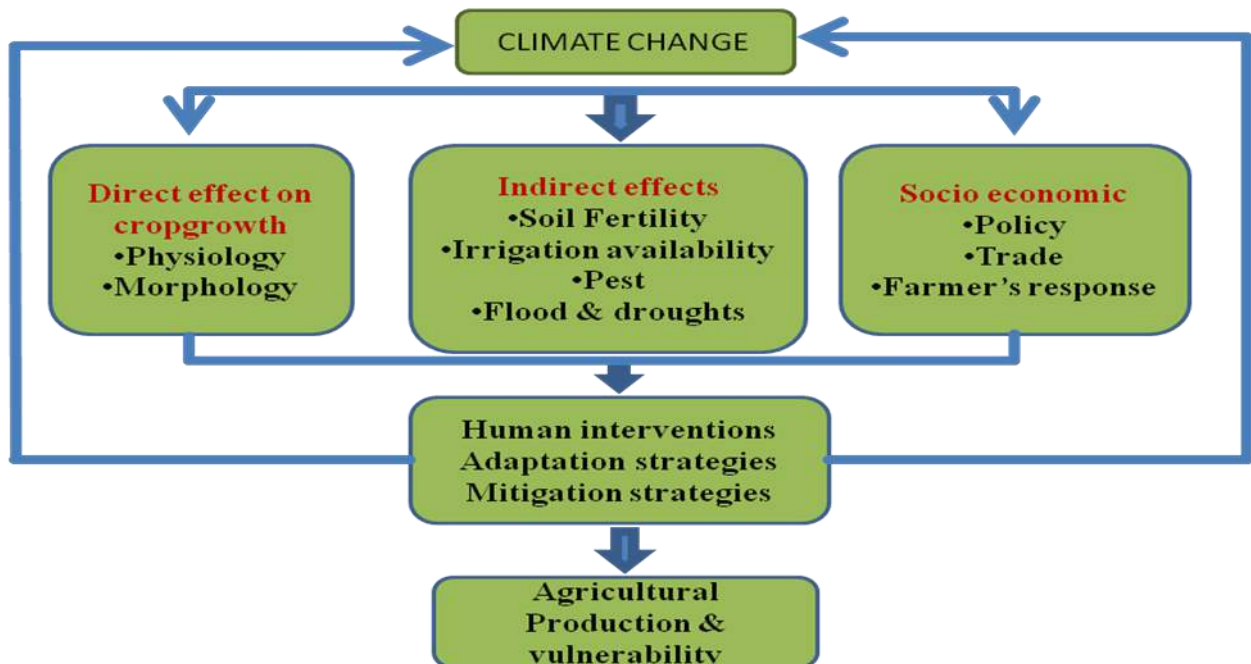 CLIMATE CHANGE
Direct effect on
cropgrowth
•Physiology
•Morphology
Indirect effects
•Soil Fertility
•Irrigation availability
•Pest
•Flood & droughts
Socio economic
•Policy
•Trade
•Farmer’s response
Human interventions
Adaptation strategies
Mitigation strategies
Agricultural
Production &
vulnerability